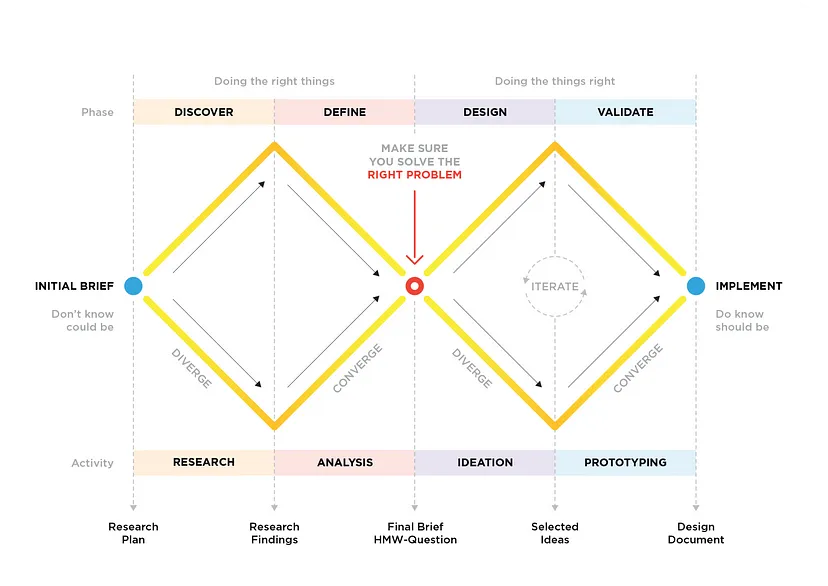 Doing the right things
Doing the things right
Phase
DISCOVER
DEFINE
DESIGN
VALIDATE
MAKE SURE
YOU SOLVE THE
RIGHT PROBLEM
INITIAL BRIEF
Don't know
could be
ITERATE
IMPLEMENT
Do know
should be
DIVERGE
CONVERGE
DIVERGE
CONVERGE
Activity
RESEARCH
ANALYSIS
IDEATION
PROTOTYPING
Research
Plan
Research
Findings
Final Brief
HMW-Question
Selected
Ideas
Design
Document